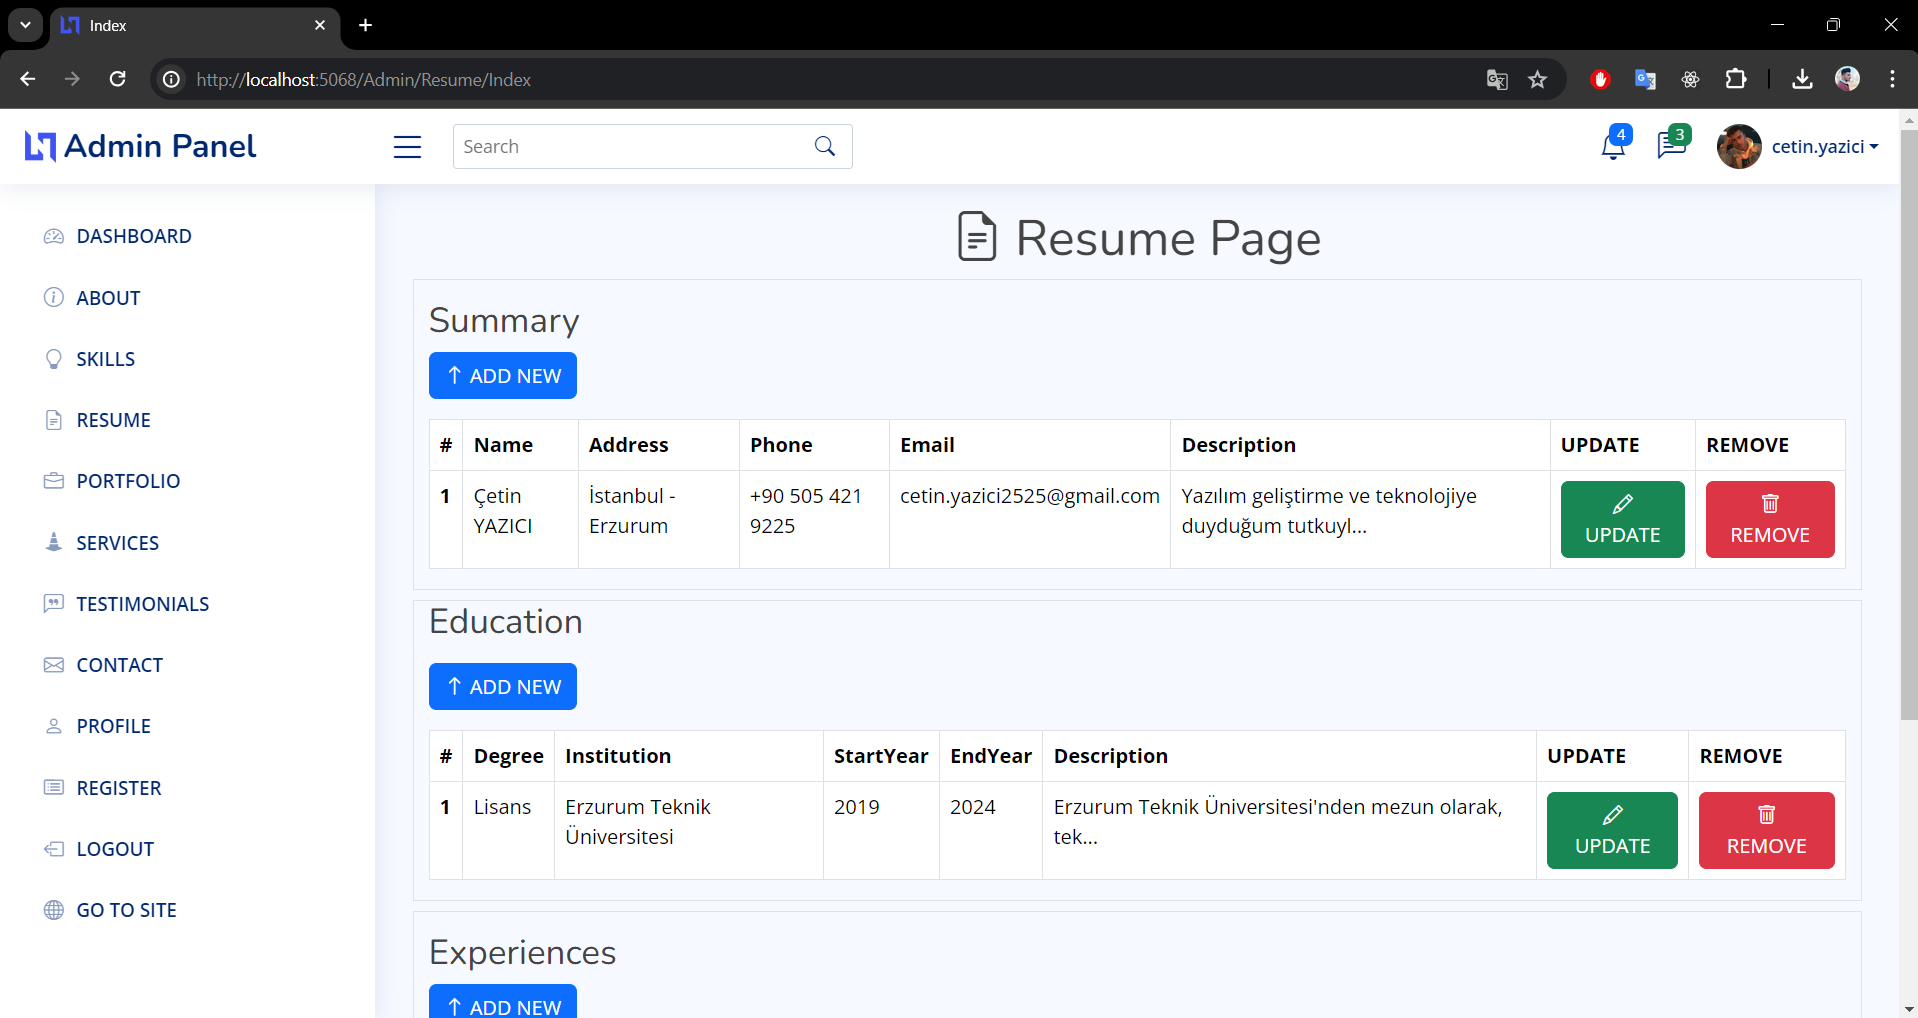 Index
http://localhost:5068/Admin/Resume/Index
Admin Panel
Search
4
3
cetin.yazici
DASHBOARD
ABOUT
SKILLS
RESUME
PORTFOLIO
SERVICES
TESTIMONIALS
CONTACT
PROFILE
REGISTER
LOGOUT
GO TO SITE
Resume Page
Summary
ADD NEW
# Name Address Phone Email Description UPDATE REMOVE
1 Çetin İstanbul - +90 505 421 cetin.yazici2525@gmail.com Yazılım geliştirme ve teknolojiye
YAZICI Erzurum 9225 duyduğum tutkuyl...
UPDATE REMOVE
Education
ADD NEW
# Degree Institution StartYear EndYear Description UPDATE REMOVE
1 Lisans Erzurum Teknik 2019 2024 Erzurum Teknik Üniversitesi'nden mezun olarak,
Üniversitesi tek...
UPDATE REMOVE
Experiences
ADD NEW